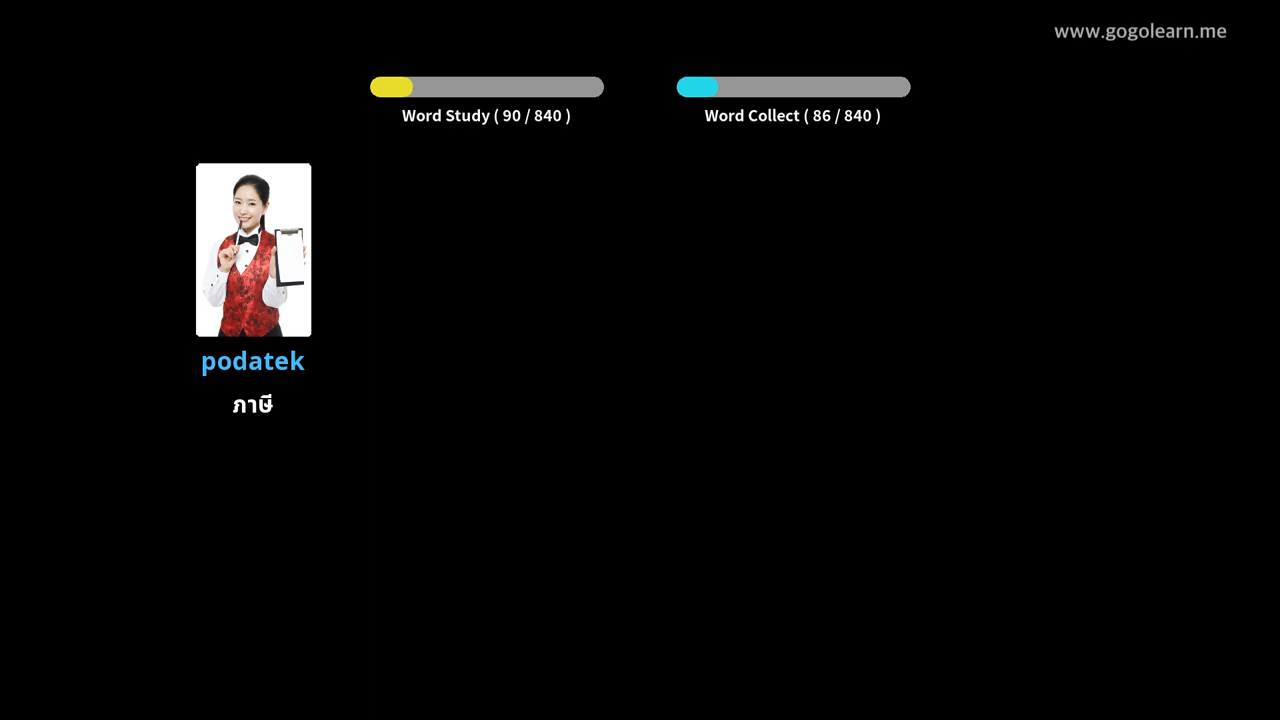 www.gogolearn.me
Word Study ( 90 / 840 )
Word Collect ( 86 / 840 )
podatek
ภาษี